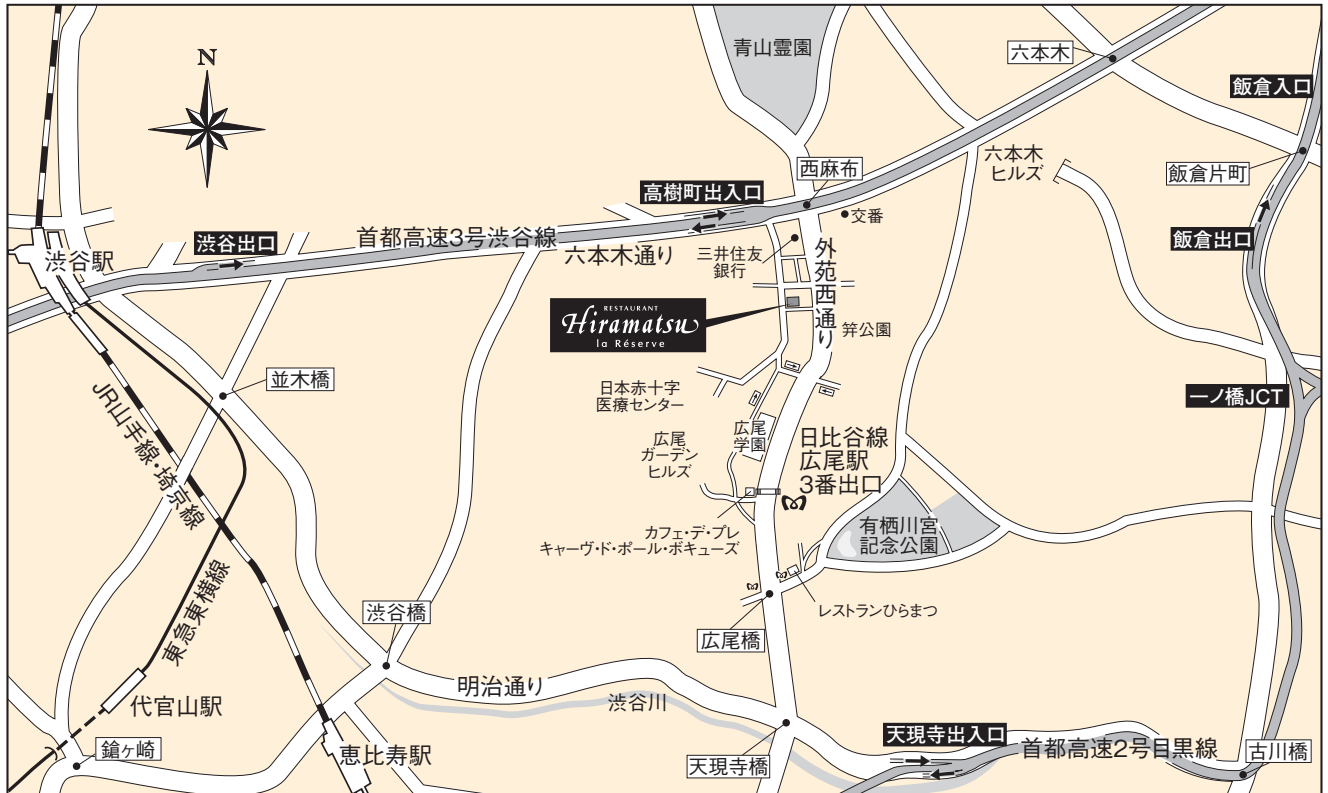 青山霊園
六本木
N
飯倉入口
六本木
ヒルズ
西麻布
飯倉片町
高樹町出入口
交番
渋谷出口
首都高速3号渋谷線
六本木通り
三井住友
銀行
外苑西通り
飯倉出口
渋谷駅
RESTAURANT
Hiramatsu
la Réserve
笄公園
並木橋
日本赤十字
医療センター
一ノ橋JCT
JR山手線・埼京線
広尾
ガーデン
ヒルズ
広尾
学園
日比谷線
広尾駅
3番出口
有栖川宮
記念公園
カフェ・デ・プレ
キャーヴ・ド・ポール・ボキューズ
東急東横線
渋谷橋
レストランひらまつ
広尾橋
明治通り
渋谷川
代官山駅
天現寺出入口
首都高速2号目黒線
鎗ヶ崎
恵比寿駅
天現寺橋
古川橋